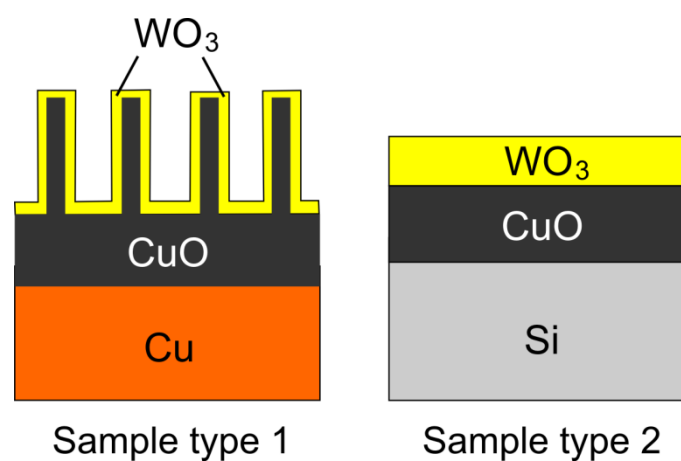 WO₃
CuO
Cu
Sample type 1
WO₃
CuO
Si
Sample type 2